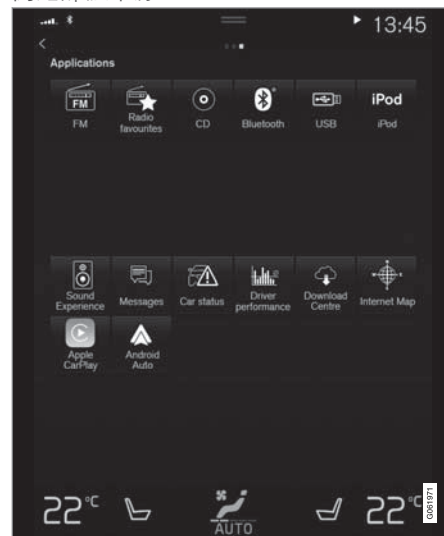 13:45
Applications
FM
FM
Radio
favourites
CD
Bluetooth
USB
iPod
iPod
Sound
Experience
Messages
Car status
Driver
performance
Download
Centre
Internet Map
Apple
CarPlay
Android
Auto
22°C
AUTO
22°C
G061971